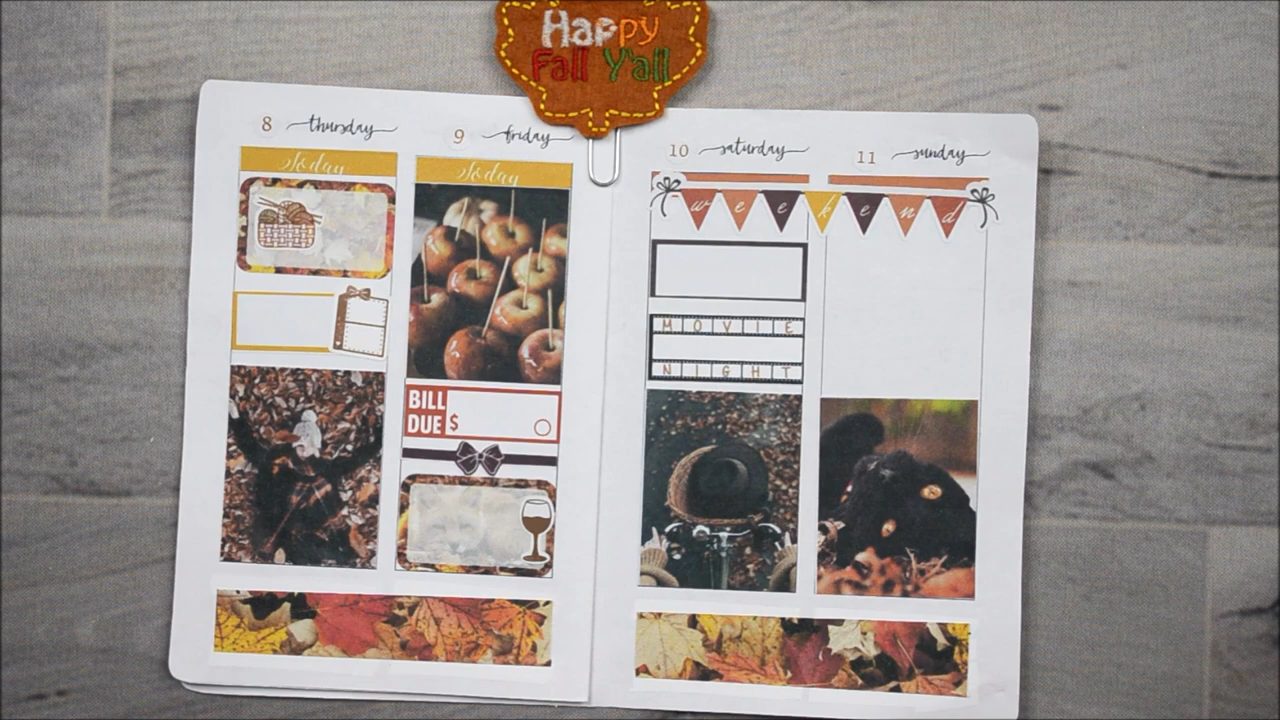 Happy
Fall Y'all
8 thursday
9 friday
10 saturday
11 sunday
Today
Today
weekend
MOVIE
NIGHT
BILL
DUE $